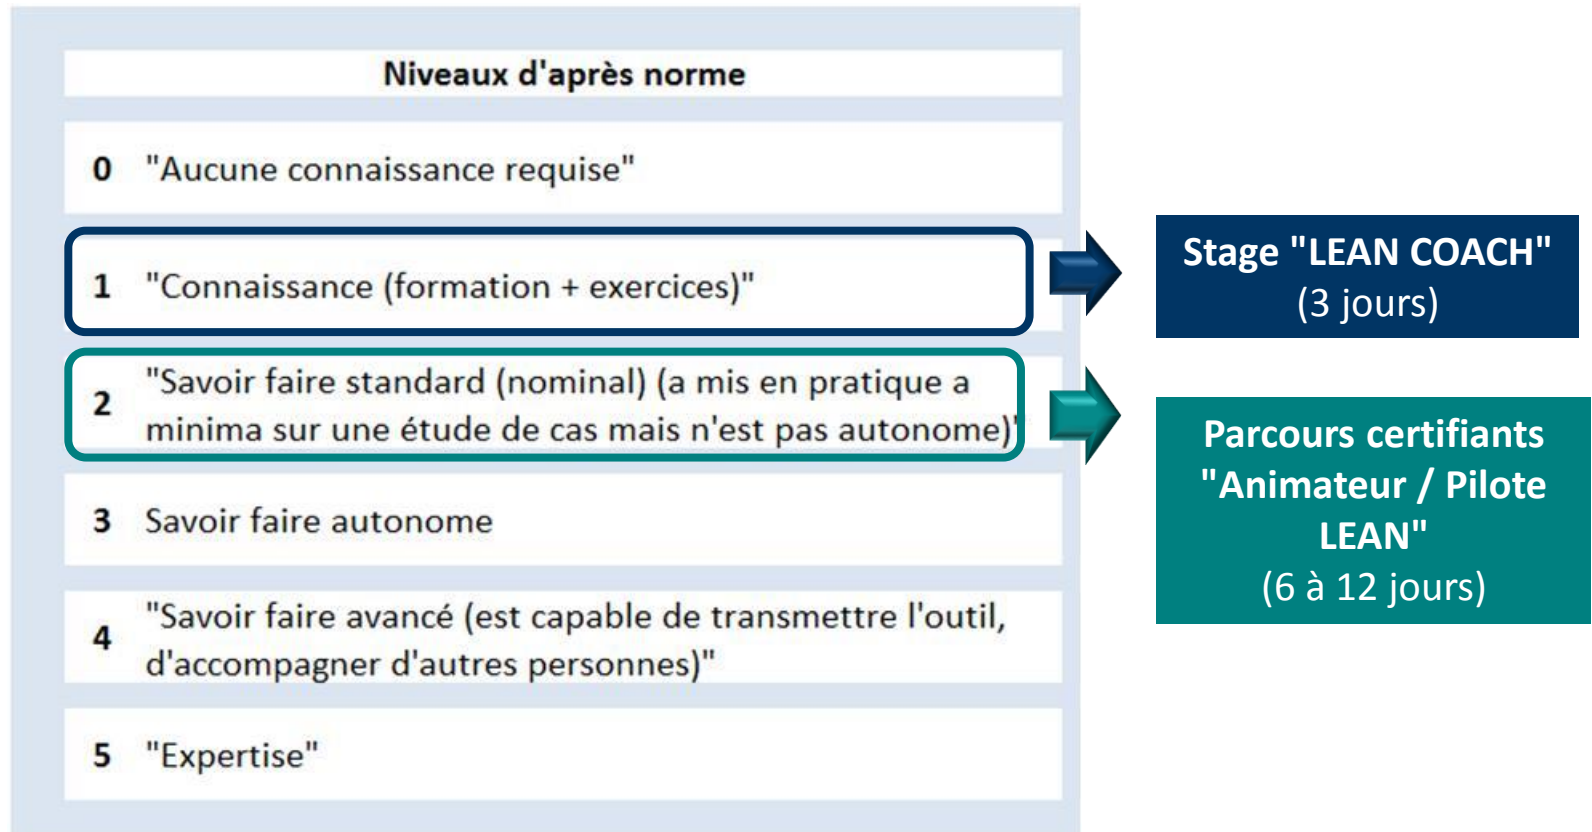 Niveaux d'après norme
0 "Aucune connaissance requise"
1 "Connaissance (formation + exercices)"
2 "Savoir faire standard (nominal) (a mis en pratique a
minima sur une étude de cas mais n'est pas autonome)"
3 Savoir faire autonome
4 "Savoir faire avancé (est capable de transmettre l'outil,
d'accompagner d'autres personnes)"
5 "Expertise"
Stage "LEAN COACH"
(3 jours)
Parcours certifiants
"Animateur / Pilote
LEAN"
(6 à 12 jours)